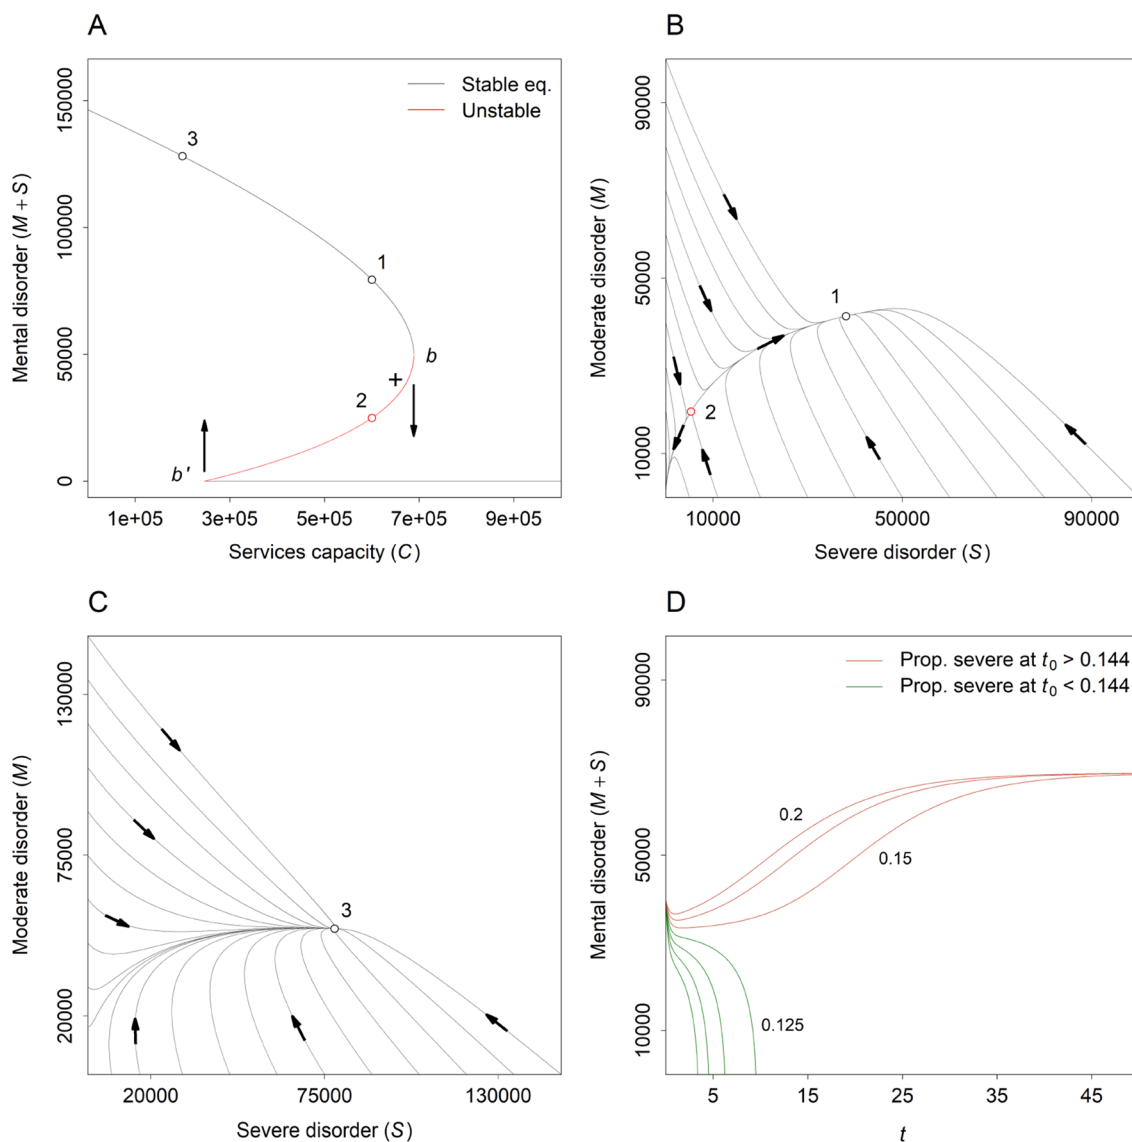 A
Mental disorder (M + S)
150000
100000
50000
0
Stable eq.
Unstable
3
1
b
+
2
b'
1e+05 3e+05 5e+05 7e+05 9e+05
Services capacity (C)
B
Moderate disorder (M)
90000
50000
10000
1
2
10000 50000 90000
Severe disorder (S)
C
Moderate disorder (M)
130000
75000
20000
3
20000 75000 130000
Severe disorder (S)
D
Mental disorder (M + S)
90000
50000
10000
Prop. severe at t0 > 0.144
Prop. severe at t0 < 0.144
0.2
0.15
0.125
5 15 25 35 45
t